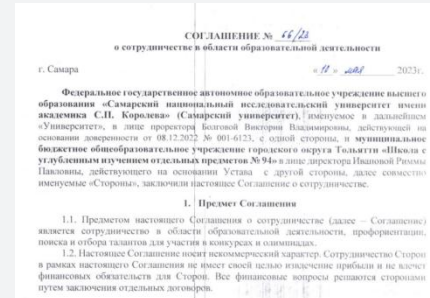 СОГЛАШЕНИЕ № 66/23
о сотрудничестве в области образовательной деятельности
г. Самара « 11 » мая 2023г.
Федеральное государственное автономное образовательное учреждение высшего
образования «Самарский национальный исследовательский университет имени
академика С.П. Королева» (Самарский университет), именуемое в дальнейшем
«Университет», в лице проректора Болговой Виктории Владимировны, действующей на
основании доверенности от 08.12.2022 № 001-6123, с одной стороны, и муниципальное
бюджетное общеобразовательное учреждение городского округа Тольятти «Школа с
углубленным изучением отдельных предметов № 94» в лице директора Ивановой Риммы
Павловны, действующего на основании Устава с другой стороны, далее совместно
именуемые «Стороны», заключили настоящее Соглашение о сотрудничестве.
1. Предмет Соглашения
1.1. Предметом настоящего Соглашения о сотрудничестве (далее – Соглашение)
является сотрудничество в области образовательной деятельности, профориентации,
поиска и отбора талантов для участия в конкурсах и олимпиадах.
1.2. Настоящее Соглашение носит некоммерческий характер. Сотрудничество Сторон
в рамках настоящего Соглашения не имеет своей целью извлечение прибыли и не влечет
финансовых обязательств для Сторон. Все финансовые вопросы решаются сторонами
путем заключения отдельных договоров.